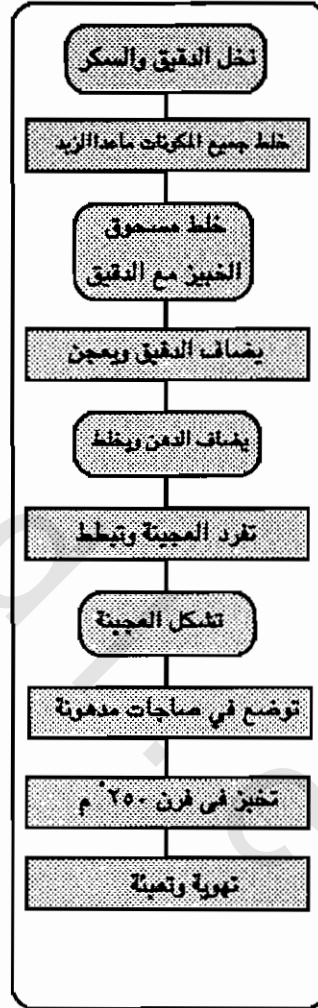 نخل الدقيق والسكر
خلط جميع المكونات ماعدا الزبد
خلط مسحوق
الخبيز مع الدقيق
يضاف الدقيق ويعجن
يضاف الدهن ويخلط
تفرد العجينة وتبطط
تشكل العجينة
توضع في صاجات مدهونة
تخبز فى فرن ٢٥٠° م
تهوية وتعبئة